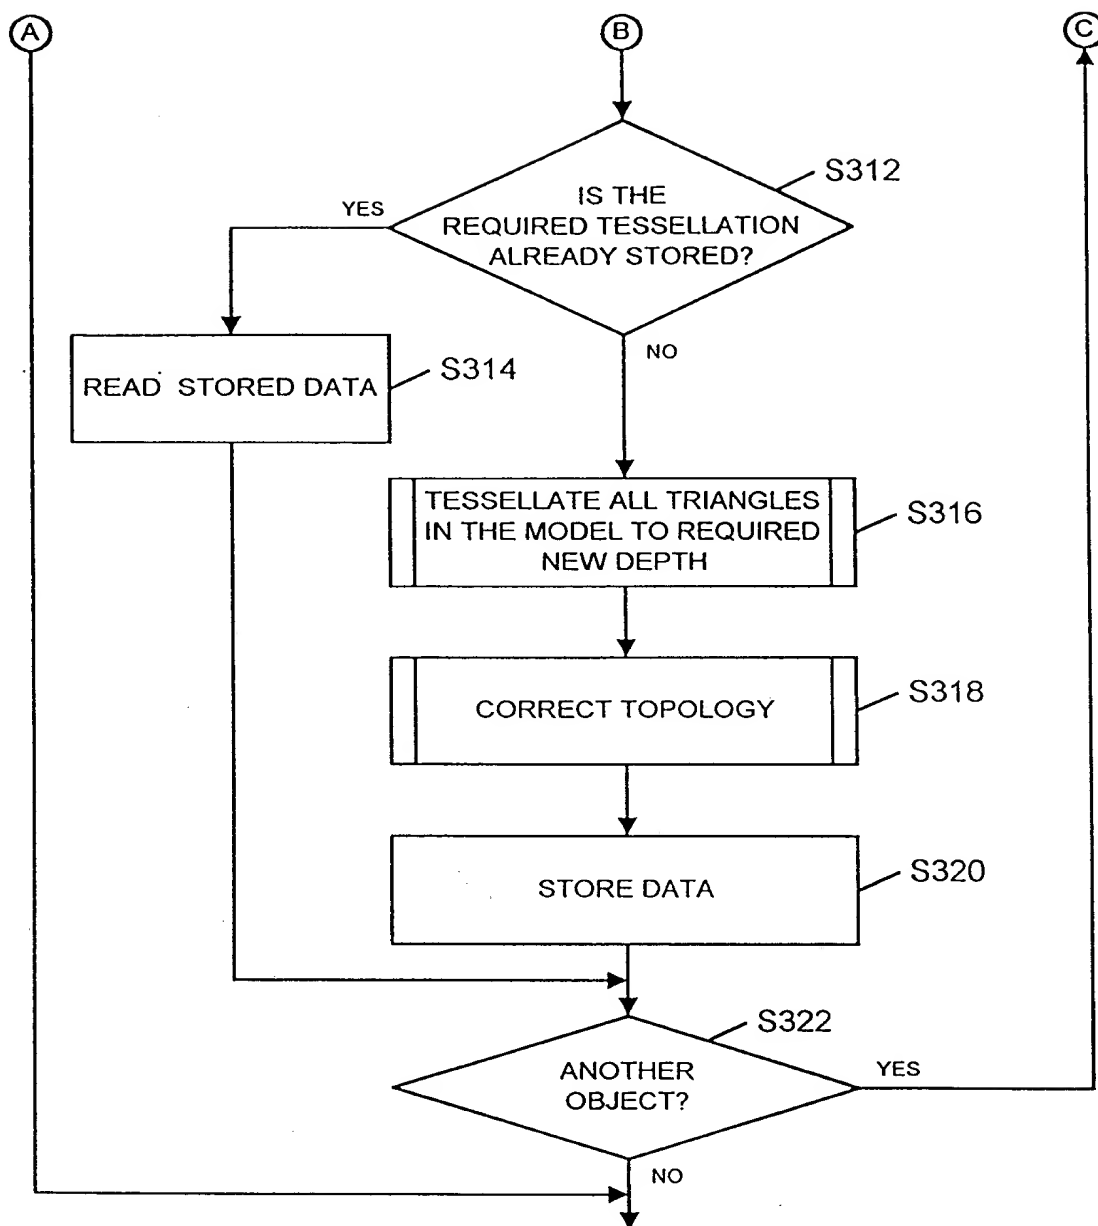 A
B
C
S312
IS THE
REQUIRED TESSELLATION
ALREADY STORED?
YES
NO
READ STORED DATA
S314
TESSELLATE ALL TRIANGLES
IN THE MODEL TO REQUIRED
NEW DEPTH
S316
CORRECT TOPOLOGY
S318
STORE DATA
S320
S322
ANOTHER
OBJECT?
YES
NO